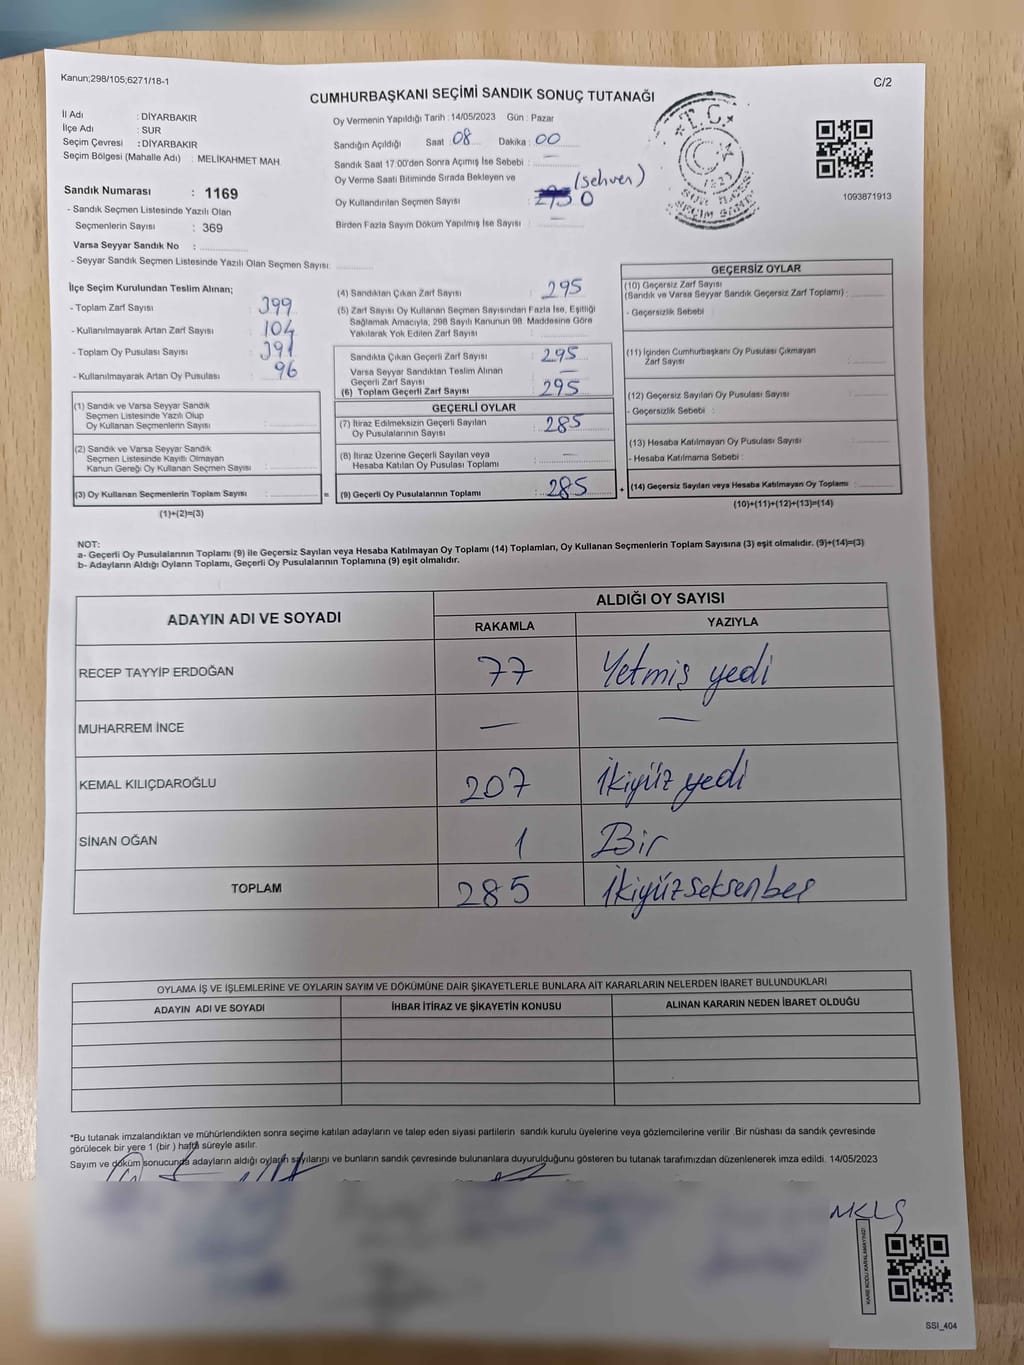 Kanun;298/105;6271/18-1
C/2
CUMHURBAŞKANI SEÇİMİ SANDIK SONUÇ TUTANAĞI
İl Adı : DİYARBAKIR
İlçe Adı : SUR
Seçim Çevresi : DİYARBAKIR
Seçim Bölgesi (Mahalle Adı) : MELİKAHMET MAH.
Sandık Numarası : 1169
- Sandık Seçmen Listesinde Yazılı Olan
Seçmenlerin Sayısı : 369
Varsa Seyyar Sandık No :
- Seyyar Sandık Seçmen Listesinde Yazılı Olan Seçmen Sayısı:
Oy Vermenin Yapıldığı Tarih : 14/05/2023 Gün : Pazar
Sandığın Açıldığı Saat : 08 Dakika : 00
Sandık Saat 17:00'den Sonra Açımış İse Sebebi : —
Oy Verme Saati Bitiminde Sırada Bekleyen ve
(Sehven)
Oy Kullandırılan Seçmen Sayısı : 0
Birden Fazla Sayım Döküm Yapılmış İse Sayısı : —
T.C.
1093871913
İlçe Seçim Kurulundan Teslim Alınan;
- Toplam Zarf Sayısı : 399
- Kullanılmayarak Artan Zarf Sayısı : 104
- Toplam Oy Pusulası Sayısı : 391
- Kullanılmayarak Artan Oy Pusulası : 96
(1) Sandık ve Varsa Seyyar Sandık
Seçmen Listesinde Yazılı Olup
Oy Kullanan Seçmenlerin Sayısı :
(2) Sandık ve Varsa Seyyar Sandık
Seçmen Listesinde Kayıtlı Olmayan
Kanun Gereği Oy Kullanan Seçmen Sayısı :
(3) Oy Kullanan Seçmenlerin Toplam Sayısı : =
(1)+(2)=(3)
(4) Sandıktan Çıkan Zarf Sayısı : 295
(5) Zarf Sayısı Oy Kullanan Seçmen Sayısından Fazla İse, Eşitliği
Sağlamak Amacıyla, 298 Sayılı Kanunun 98. Maddesine Göre
Yakılarak Yok Edilen Zarf Sayısı :
Sandıkta Çıkan Geçerli Zarf Sayısı : 295
Varsa Seyyar Sandıktan Teslim Alınan
Geçerli Zarf Sayısı : —
(6) Toplam Geçerli Zarf Sayısı : 295
GEÇERLİ OYLAR
(7) İtiraz Edilmeksizin Geçerli Sayılan
Oy Pusulalarının Sayısı : 285
(8) İtiraz Üzerine Geçerli Sayılan veya
Hesaba Katılan Oy Pusulası Toplamı : —
(9) Geçerli Oy Pusulalarının Toplamı : 285 +
GEÇERSİZ OYLAR
(10) Geçersiz Zarf Sayısı
(Sandık ve Varsa Seyyar Sandık Geçersiz Zarf Toplamı) :
- Geçersizlik Sebebi :
(11) İçinden Cumhurbaşkanı Oy Pusulası Çıkmayan
Zarf Sayısı :
(12) Geçersiz Sayılan Oy Pusulası Sayısı :
- Geçersizlik Sebebi :
(13) Hesaba Katılmayan Oy Pusulası Sayısı :
- Hesaba Katılmama Sebebi :
(14) Geçersiz Sayılan veya Hesaba Katılmayan Oy Toplamı :
(10)+(11)+(12)+(13)=(14)
NOT:
a- Geçerli Oy Pusulalarının Toplamı (9) ile Geçersiz Sayılan veya Hesaba Katılmayan Oy Toplamı (14) Toplamları, Oy Kullanan Seçmenlerin Toplam Sayısına (3) eşit olmalıdır. (9)+(14)=(3)
b- Adayların Aldığı Oyların Toplamı, Geçerli Oy Pusulalarının Toplamına (9) eşit olmalıdır.
ADAYIN ADI VE SOYADI
ALDIĞI OY SAYISI
RAKAMLA YAZIYLA
RECEP TAYYİP ERDOĞAN 77 Yetmiş yedi
MUHARREM İNCE — —
KEMAL KILIÇDAROĞLU 207 İkiyüz yedi
SİNAN OĞAN 1 Bir
TOPLAM 285 İkiyüzseksenbeş
OYLAMA İŞ VE İŞLEMLERİNE VE OYLARIN SAYIM VE DÖKÜMÜNE DAİR ŞİKAYETLERLE BUNLARA AİT KARARLARIN NELERDEN İBARET BULUNDUKLARI
ADAYIN ADI VE SOYADI İHBAR İTİRAZ VE ŞİKAYETİN KONUSU ALINAN KARARIN NEDEN İBARET OLDUĞU
*Bu tutanak imzalandıktan ve mühürlendikten sonra seçime katılan adayların ve talep eden siyasi partilerin sandık kurulu üyelerine veya gözlemcilerine verilir .Bir nüshası da sandık çevresinde
görülecek bir yere 1 (bir ) hafta süreyle asılır.
Sayım ve döküm sonucunda adayların aldığı oyların sayılarını ve bunların sandık çevresinde bulunanlara duyurulduğunu gösteren bu tutanak tarafımızdan düzenlenerek imza edildi. 14/05/2023
KARE KODU KARALAMAYINIZ!
SSI_404